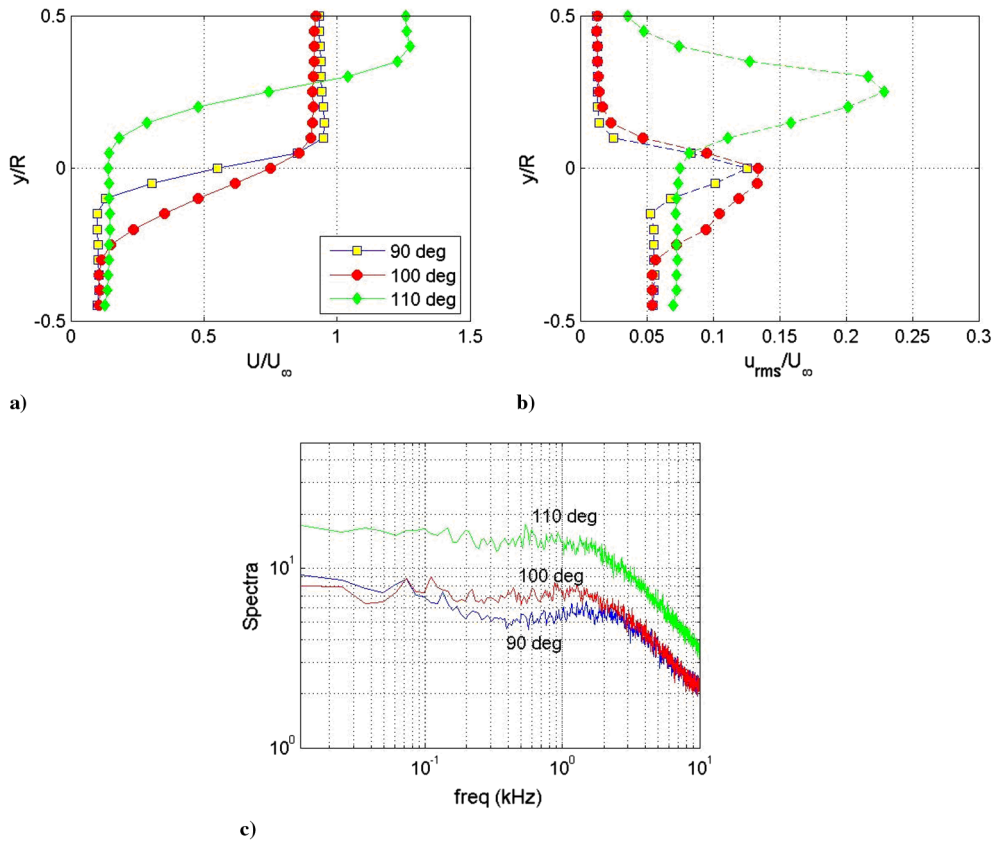 0.5
0
-0.5
y/R
0 0.5 1 1.5
U/U∞
90 deg
100 deg
110 deg
a)
0.5
0
-0.5
y/R
0 0.05 0.1 0.15 0.2 0.25 0.3
u_rms/U∞
b)
10¹
10⁰
Spectra
110 deg
100 deg
90 deg
10⁻¹ 10⁰ 10¹
freq (kHz)
c)